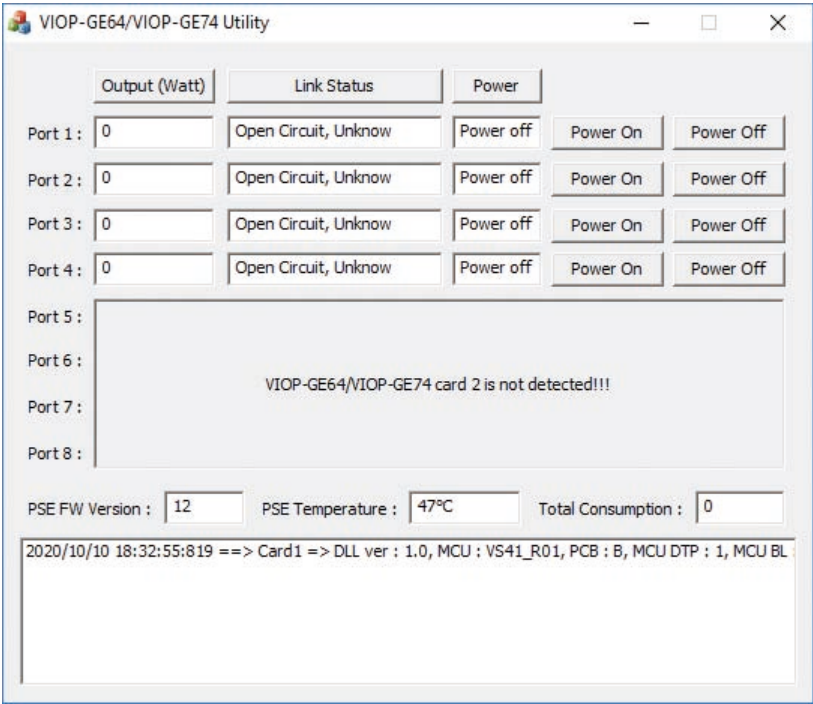 VIOP-GE64/VIOP-GE74 Utility
Output (Watt) Link Status Power
Port 1 : 0 Open Circuit, Unknow Power off Power On Power Off
Port 2 : 0 Open Circuit, Unknow Power off Power On Power Off
Port 3 : 0 Open Circuit, Unknow Power off Power On Power Off
Port 4 : 0 Open Circuit, Unknow Power off Power On Power Off
Port 5 :
Port 6 :
VIOP-GE64/VIOP-GE74 card 2 is not detected!!!
Port 7 :
Port 8 :
PSE FW Version : 12 PSE Temperature : 47°C Total Consumption : 0
2020/10/10 18:32:55:819 ==> Card1 => DLL ver : 1.0, MCU : VS41_R01, PCB : B, MCU DTP : 1, MCU BL :